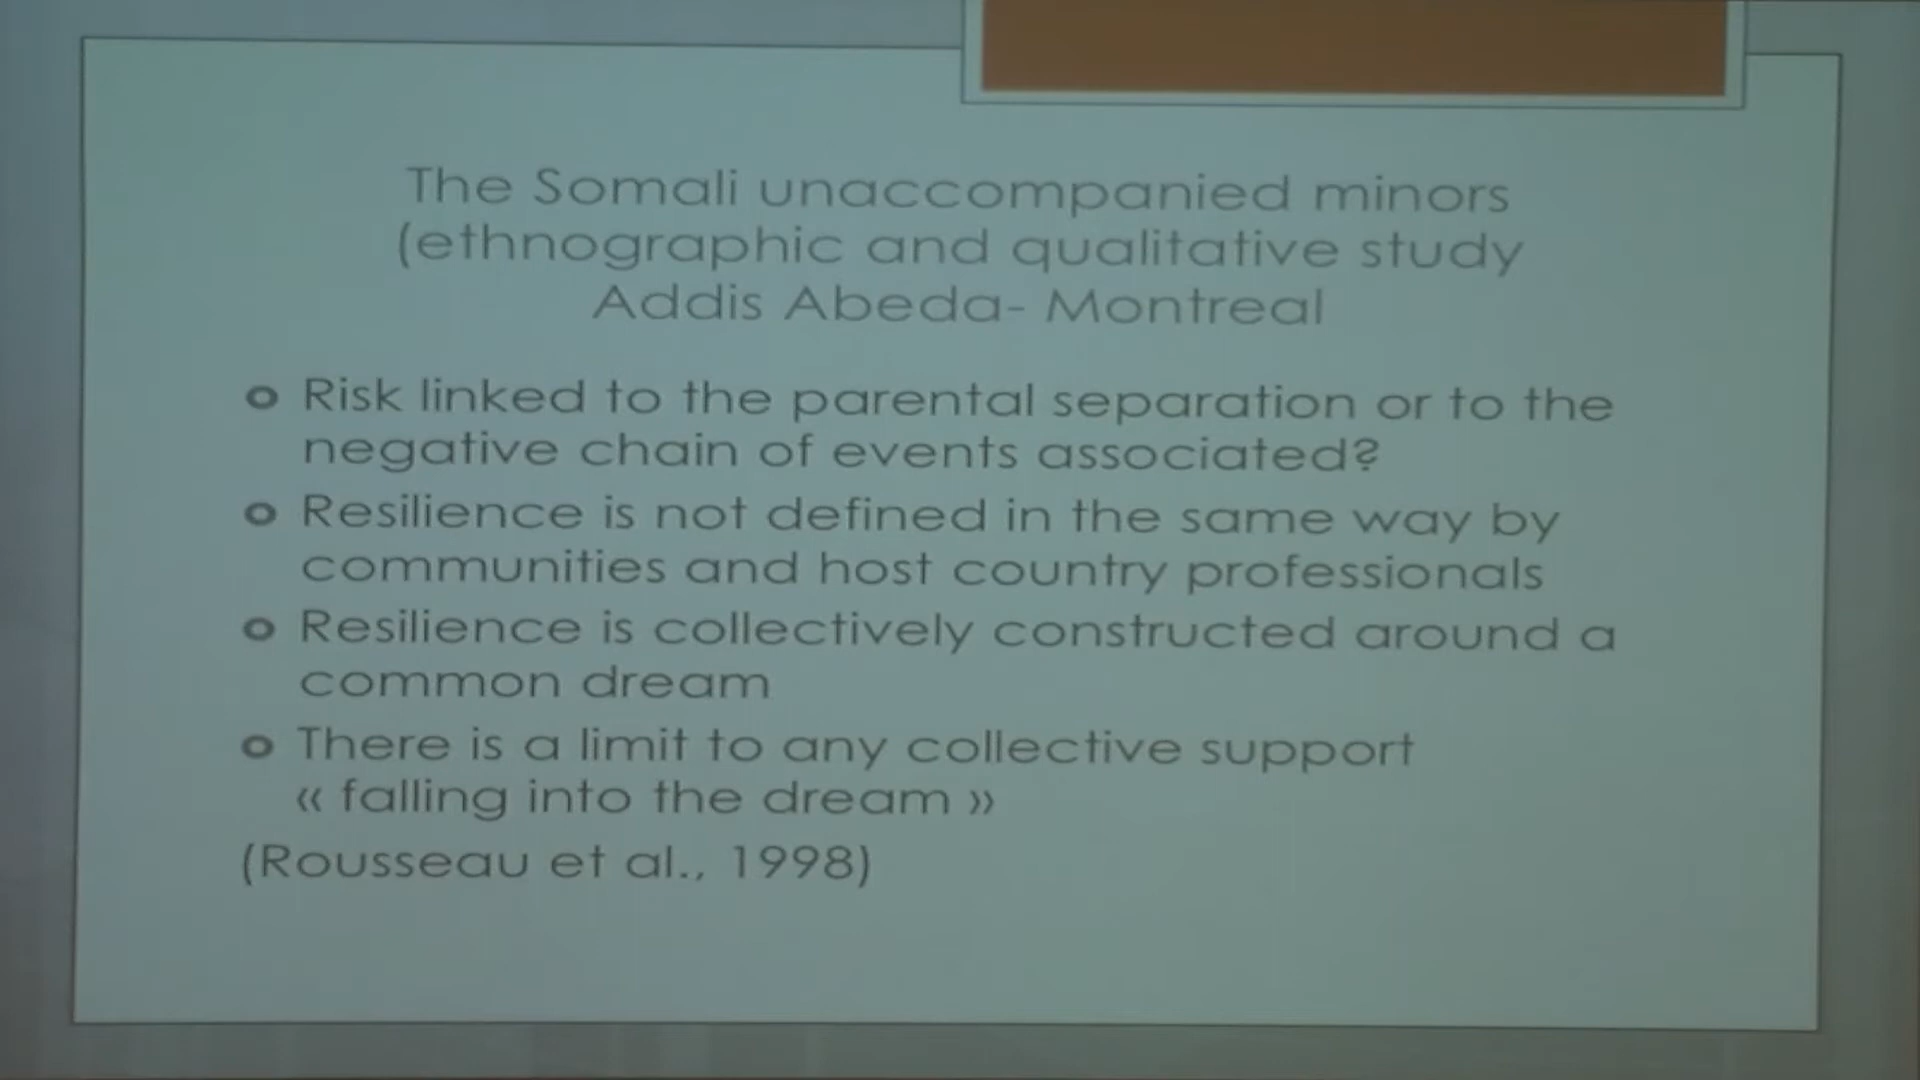 The Somali unaccompanied minors
(ethnographic and qualitative study
Addis Abeda- Montreal
Risk linked to the parental separation or to the
negative chain of events associated?
Resilience is not defined in the same way by
communities and host country professionals
Resilience is collectively constructed around a
common dream
There is a limit to any collective support
« falling into the dream »
(Rousseau et al., 1998)